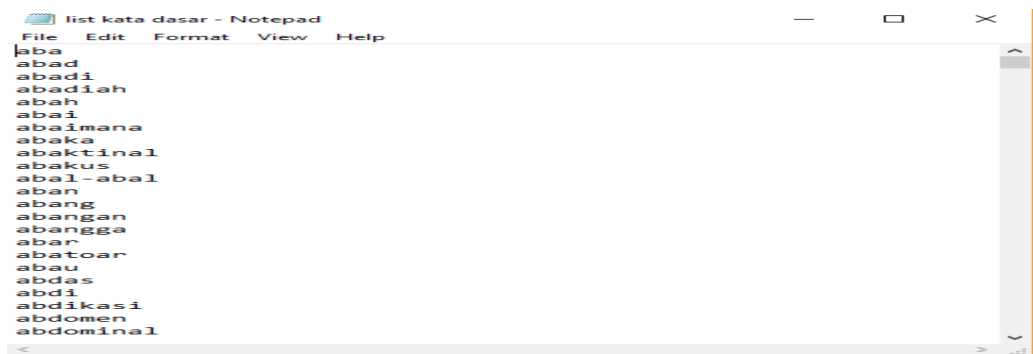 list kata dasar - Notepad
File Edit Format View Help
aba
abad
abadi
abadiah
abah
abai
abaimana
abaka
abaktinal
abakus
abal-abal
aban
abang
abangan
abangga
abar
abatoar
abau
abdas
abdi
abdikasi
abdomen
abdominal